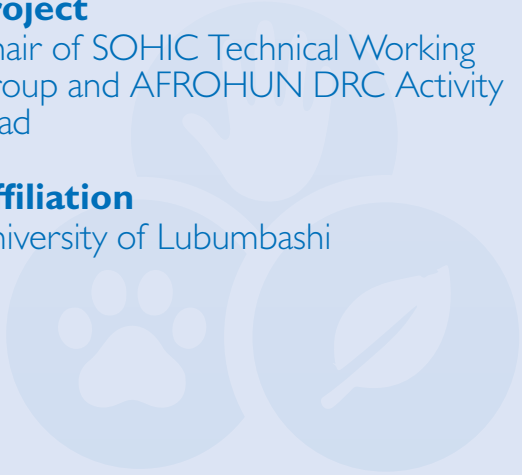 roject
hair of SOHIC Technical Working
roup and AFROHUN DRC Activity
ad
ffiliation
niversity of Lubumbashi